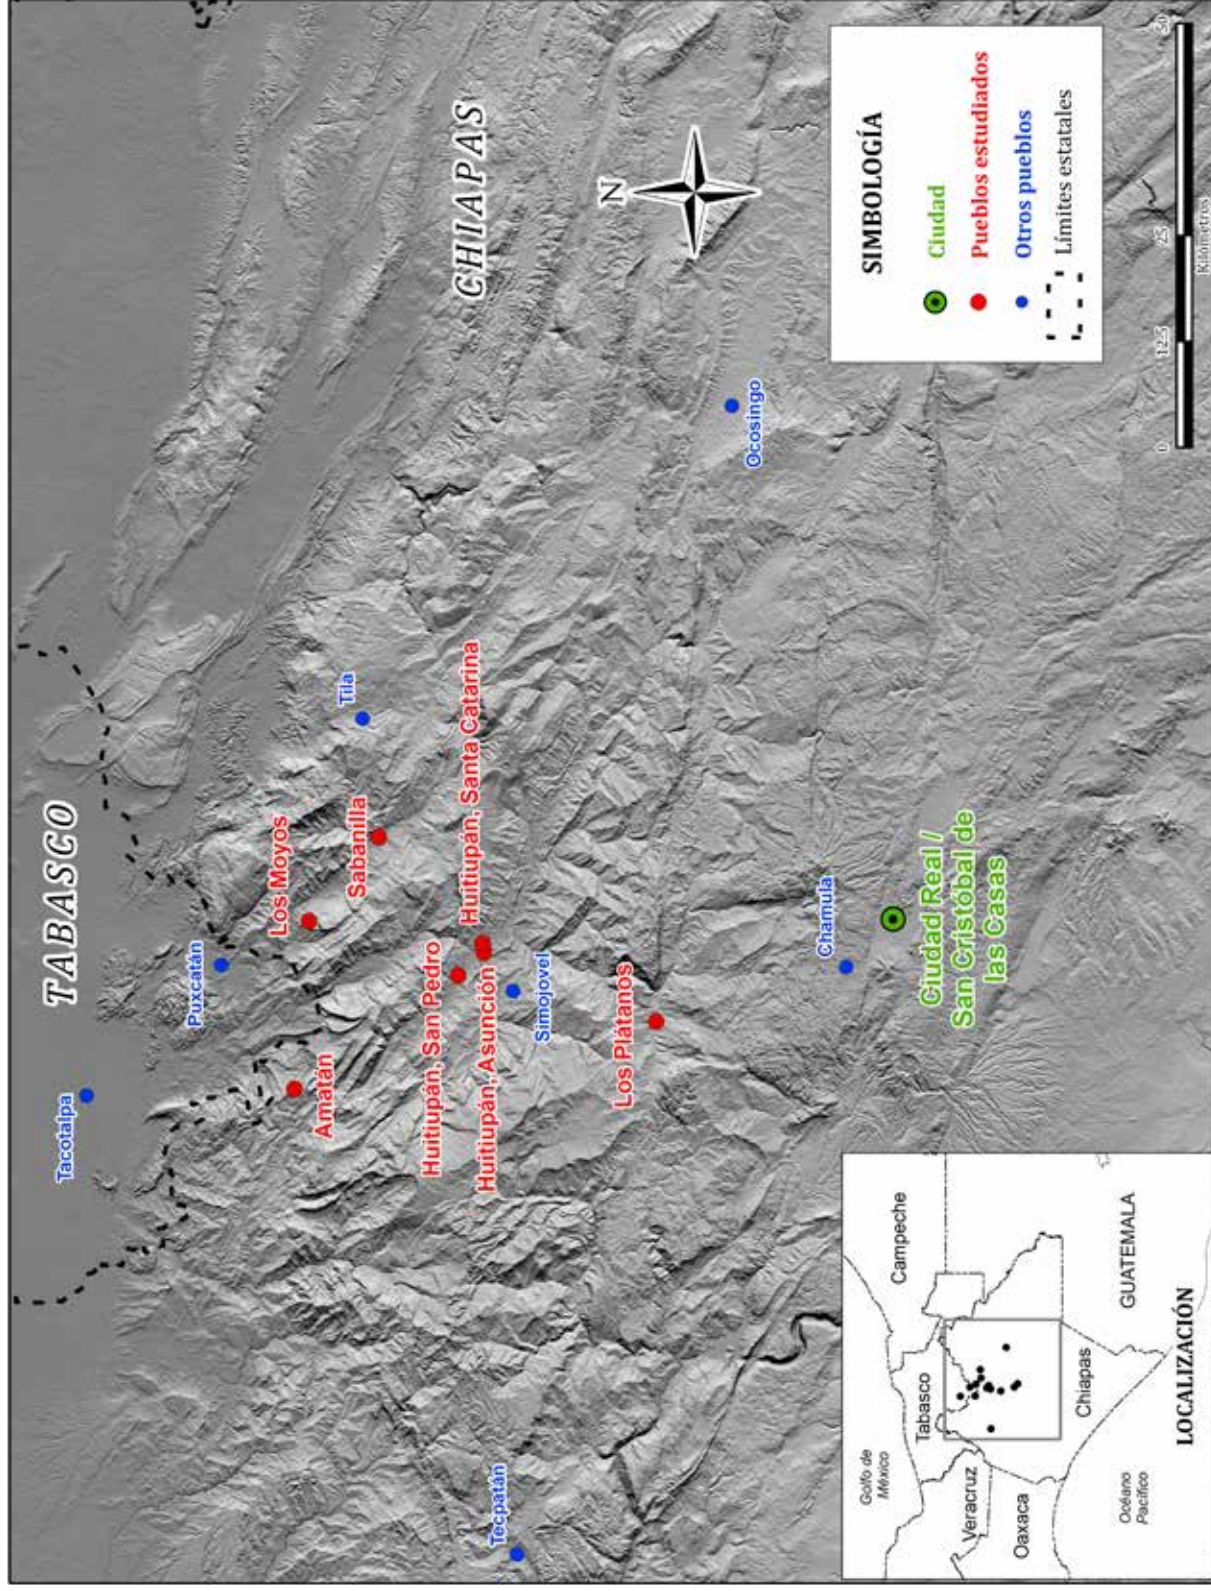 TABASCO
CHIAPAS
N
Tacotalpa
Puxcatán
Amatán
Los Moyos
Tila
Sabanilla
Huitiupán, San Pedro
Huitiupán, Santa Catarina
Huitiupán, Asunción
Simojovel
Tecpatán
Los Plátanos
Ocosingo
Chamula
Ciudad Real /
San Cristóbal de
las Casas
SIMBOLOGÍA
Ciudad
Pueblos estudiados
Otros pueblos
Límites estatales
0 12.5 25 50
Kilómetros
Golfo de
México
Campeche
Tabasco
Veracruz
Oaxaca
Chiapas
GUATEMALA
Océano
Pacífico
LOCALIZACIÓN